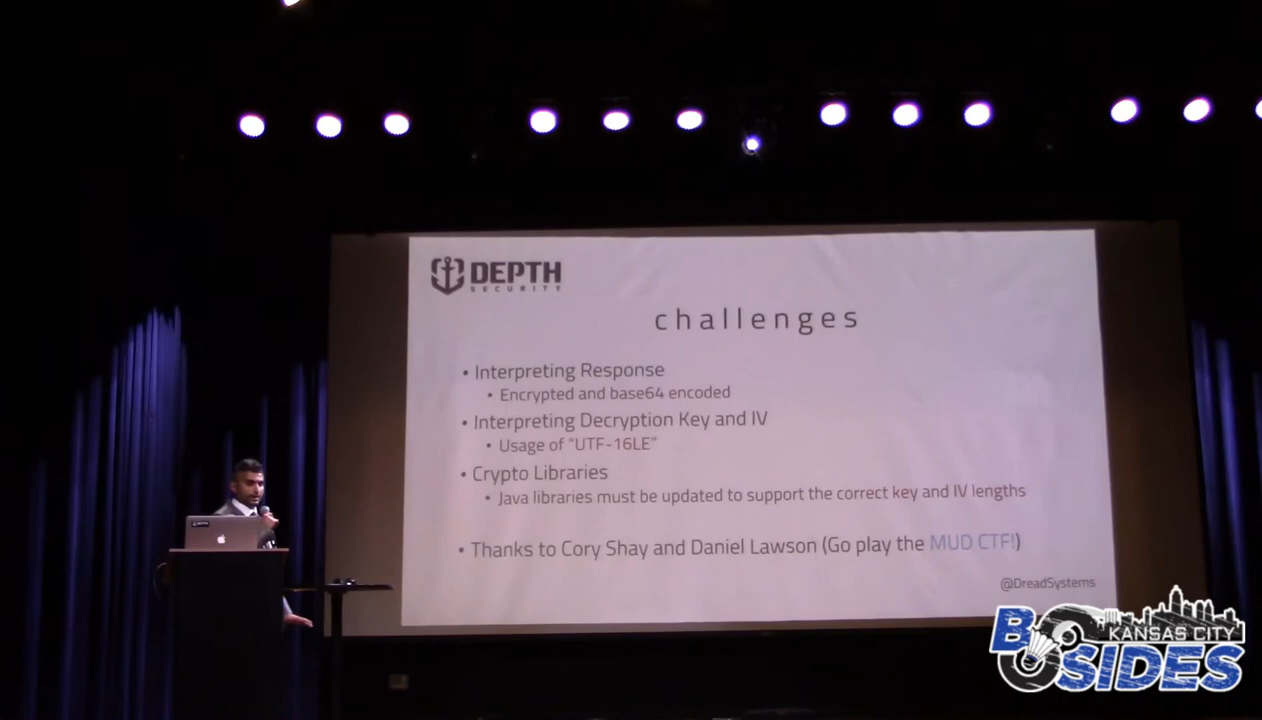 DEPTH
SECURITY
challenges
• Interpreting Response
• Encrypted and base64 encoded
• Interpreting Decryption Key and IV
• Usage of "UTF-16LE"
• Crypto Libraries
• Java libraries must be updated to support the correct key and IV lengths
• Thanks to Cory Shay and Daniel Lawson (Go play the MUD CTF!)
@DreadSystems
KANSAS CITY
BSIDES